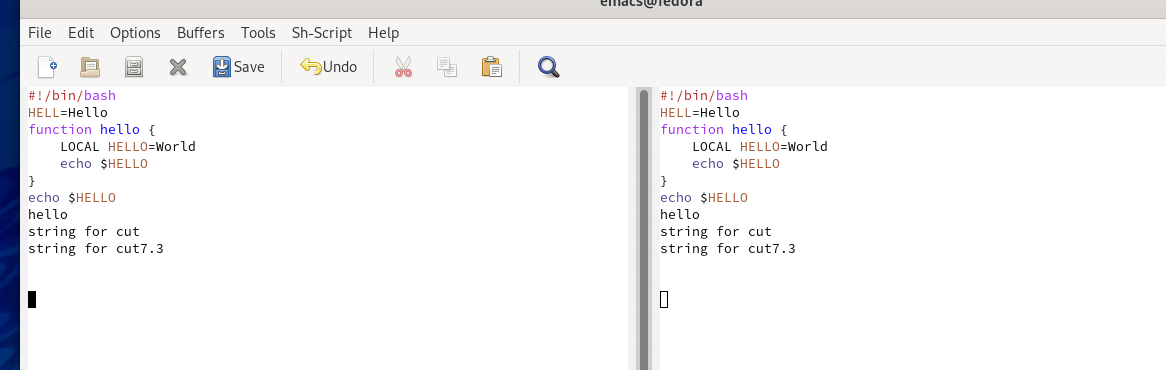 emacs@fedora
File Edit Options Buffers Tools Sh-Script Help
Save Undo
#!/bin/bash
HELL=Hello
function hello {
    LOCAL HELLO=World
    echo $HELLO
}
echo $HELLO
hello
string for cut
string for cut7.3
#!/bin/bash
HELL=Hello
function hello {
    LOCAL HELLO=World
    echo $HELLO
}
echo $HELLO
hello
string for cut
string for cut7.3